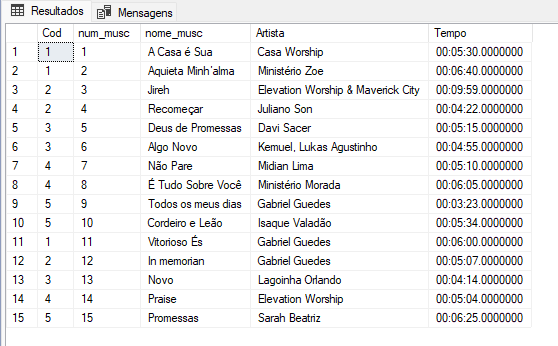 Resultados Mensagens
Cod num_musc nome_musc Artista Tempo
1 1 1 A Casa é Sua Casa Worship 00:05:30.0000000
2 1 2 Aquieta Minh'alma Ministério Zoe 00:06:40.0000000
3 2 3 Jireh Elevation Worship & Maverick City 00:09:59.0000000
4 2 4 Recomeçar Juliano Son 00:04:22.0000000
5 3 5 Deus de Promessas Davi Sacer 00:05:15.0000000
6 3 6 Algo Novo Kemuel, Lukas Agustinho 00:04:55.0000000
7 4 7 Não Pare Midian Lima 00:05:10.0000000
8 4 8 É Tudo Sobre Você Ministério Morada 00:06:05.0000000
9 5 9 Todos os meus dias Gabriel Guedes 00:03:23.0000000
10 5 10 Cordeiro e Leão Isaque Valadão 00:05:34.0000000
11 1 11 Vitorioso És Gabriel Guedes 00:06:00.0000000
12 2 12 In memorian Gabriel Guedes 00:05:07.0000000
13 3 13 Novo Lagoinha Orlando 00:04:14.0000000
14 4 14 Praise Elevation Worship 00:05:04.0000000
15 5 15 Promessas Sarah Beatriz 00:06:25.0000000